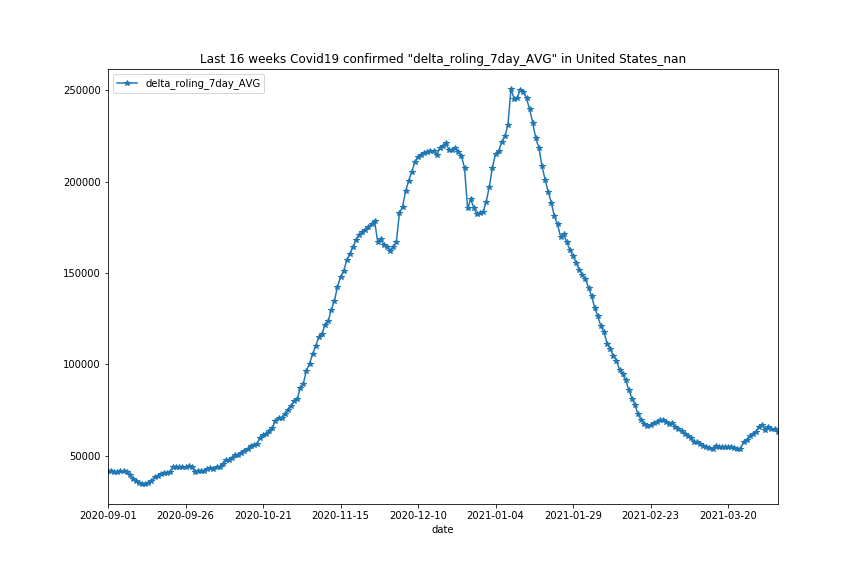 Last 16 weeks Covid19 confirmed "delta_roling_7day_AVG" in United States_nan
delta_roling_7day_AVG
250000
200000
150000
100000
50000
2020-09-01 2020-09-26 2020-10-21 2020-11-15 2020-12-10 2021-01-04 2021-01-29 2021-02-23 2021-03-20
date